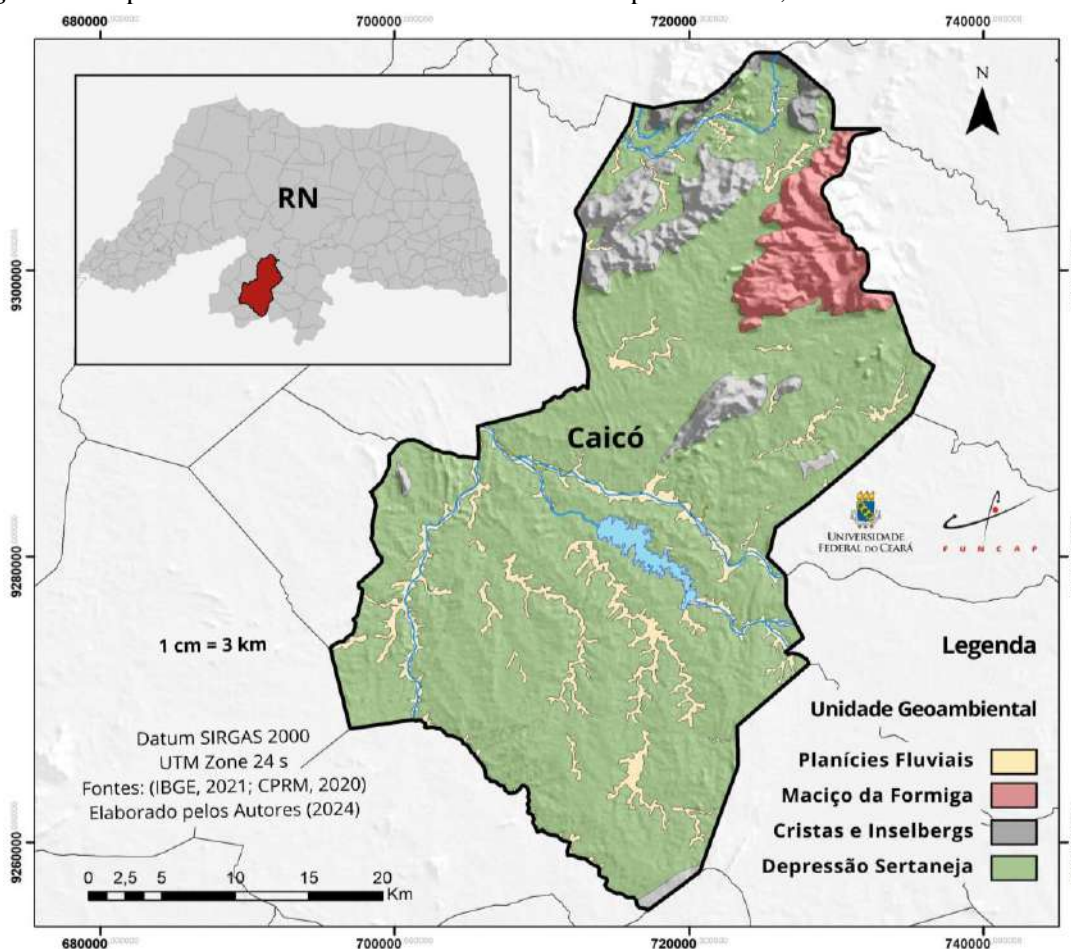 680000 700000 720000 740000
N
RN
9300000
9300000
Caicó
UNIVERSIDADE
FEDERAL DO CEARÁ
FUNCAP
9280000
9280000
1 cm = 3 km
Legenda
Unidade Geoambiental
Planícies Fluviais
Maciço da Formiga
Cristas e Inselbergs
Depressão Sertaneja
Datum SIRGAS 2000
UTM Zone 24 s
Fontes: (IBGE, 2021; CPRM, 2020)
Elaborado pelos Autores (2024)
9260000
9260000
0 2,5 5 10 15 20
Km
680000 700000 720000 740000